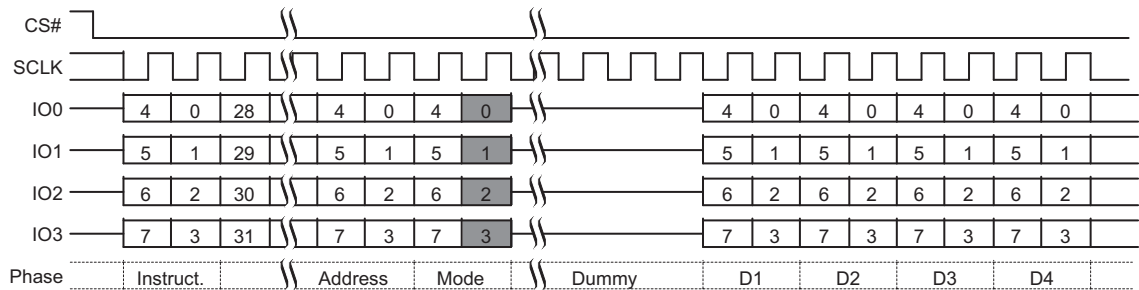 CS#
SCLK
IO0 4 0 28 4 0 4 0 4 0 4 0 4 0 4 0
IO1 5 1 29 5 1 5 1 5 1 5 1 5 1 5 1
IO2 6 2 30 6 2 6 2 6 2 6 2 6 2 6 2
IO3 7 3 31 7 3 7 3 7 3 7 3 7 3 7 3
Phase Instruct. Address Mode Dummy D1 D2 D3 D4